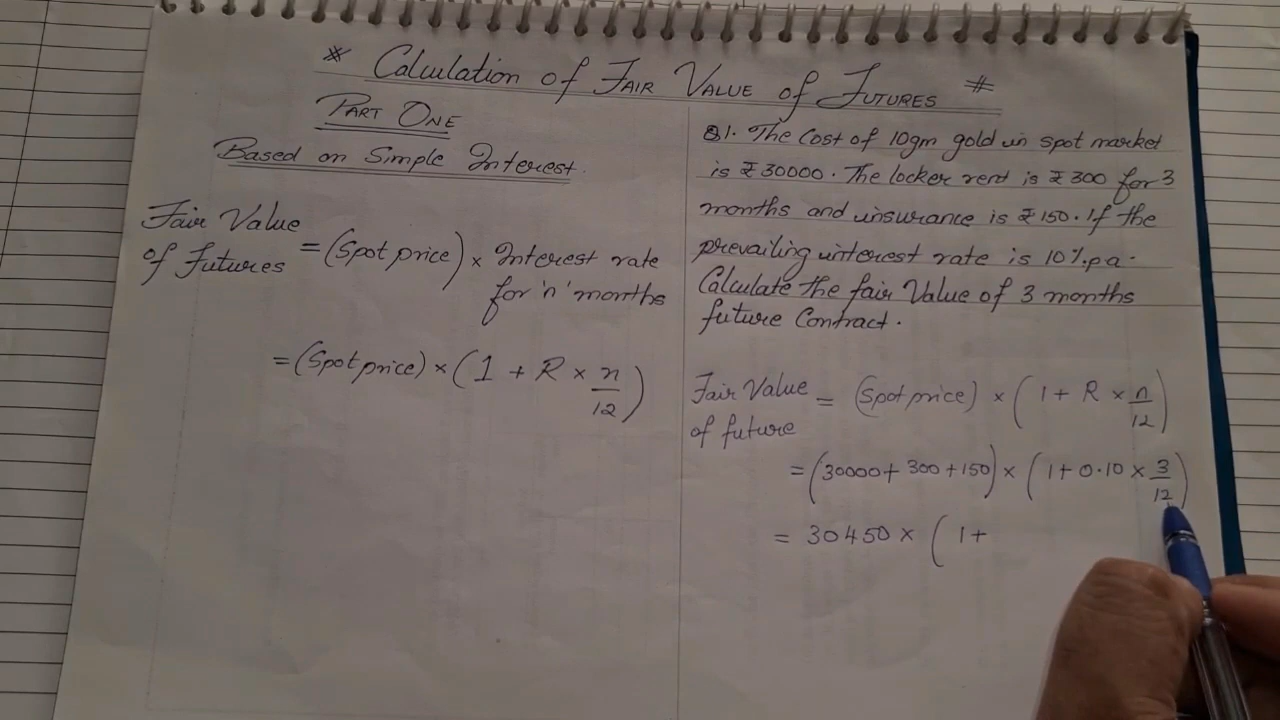 * Calculation of FAIR VALUE of FUTURES *
PART ONE
Based on Simple Interest.
Fair Value of Futures = (Spot price) × Interest rate for 'n' months
= (Spot price) × (1 + R × n/12)
Q1. The Cost of 10gm gold in spot market
is ₹30000. The locker rent is ₹300 for 3
months and insurance is ₹150. If the
prevailing interest rate is 10% pa.
Calculate the fair Value of 3 months
future Contract.
Fair Value of future = (Spot price) × (1 + R × n/12)
= (30000 + 300 + 150) × (1 + 0.10 × 3/12)
= 30450 × ( 1 +